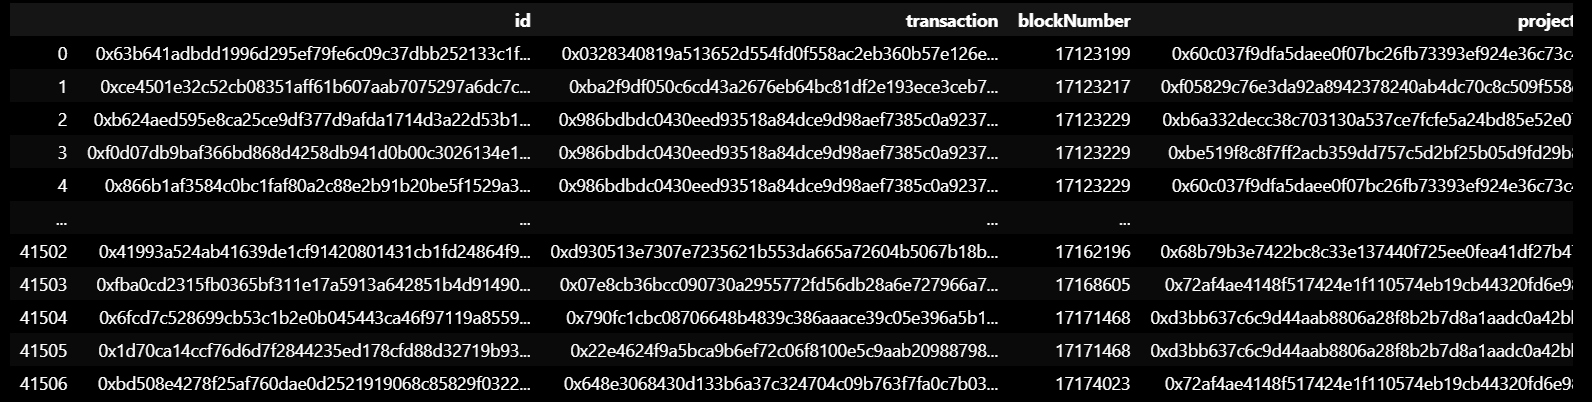 id transaction blockNumber project
0 0x63b641adbdd1996d295ef79fe6c09c37dbb252133c1f... 0x0328340819a513652d554fd0f558ac2eb360b57e126e... 17123199 0x60c037f9dfa5daee0f07bc26fb73393ef924e36c73c4
1 0xce4501e32c52cb08351aff61b607aab7075297a6dc7c... 0xba2f9df050c6cd43a2676eb64bc81df2e193ece3ceb7... 17123217 0xf05829c76e3da92a8942378240ab4dc70c8c509f558
2 0xb624aed595e8ca25ce9df377d9afda1714d3a22d53b1... 0x986bdbdc0430eed93518a84dce9d98aef7385c0a9237... 17123229 0xb6a332decc38c703130a537ce7fcfe5a24bd85e52e0
3 0xf0d07db9baf366bd868d4258db941d0b00c3026134e1... 0x986bdbdc0430eed93518a84dce9d98aef7385c0a9237... 17123229 0xbe519f8c8f7ff2acb359dd757c5d2bf25b05d9fd29b
4 0x866b1af3584c0bc1faf80a2c88e2b91b20be5f1529a3... 0x986bdbdc0430eed93518a84dce9d98aef7385c0a9237... 17123229 0x60c037f9dfa5daee0f07bc26fb73393ef924e36c73c4
... ... ... ...
41502 0x41993a524ab41639de1cf91420801431cb1fd24864f9... 0xd930513e7307e7235621b553da665a72604b5067b18b... 17162196 0x68b79b3e7422bc8c33e137440f725ee0fea41df27b4
41503 0xfba0cd2315fb0365bf311e17a5913a642851b4d91490... 0x07e8cb36bcc090730a2955772fd56db28a6e727966a7... 17168605 0x72af4ae4148f517424e1f110574eb19cb44320fd6e9
41504 0x6fcd7c528699cb53c1b2e0b045443ca46f97119a8559... 0x790fc1cbc08706648b4839c386aaace39c05e396a5b1... 17171468 0xd3bb637c6c9d44aab8806a28f8b2b7d8a1aadc0a42b
41505 0x1d70ca14ccf76d6d7f2844235ed178cfd88d32719b93... 0x22e4624f9a5bca9b6ef72c06f8100e5c9aab20988798... 17171468 0xd3bb637c6c9d44aab8806a28f8b2b7d8a1aadc0a42b
41506 0xbd508e4278f25af760dae0d2521919068c85829f0322... 0x648e3068430d133b6a37c324704c09b763f7fa0c7b03... 17174023 0x72af4ae4148f517424e1f110574eb19cb44320fd6e9